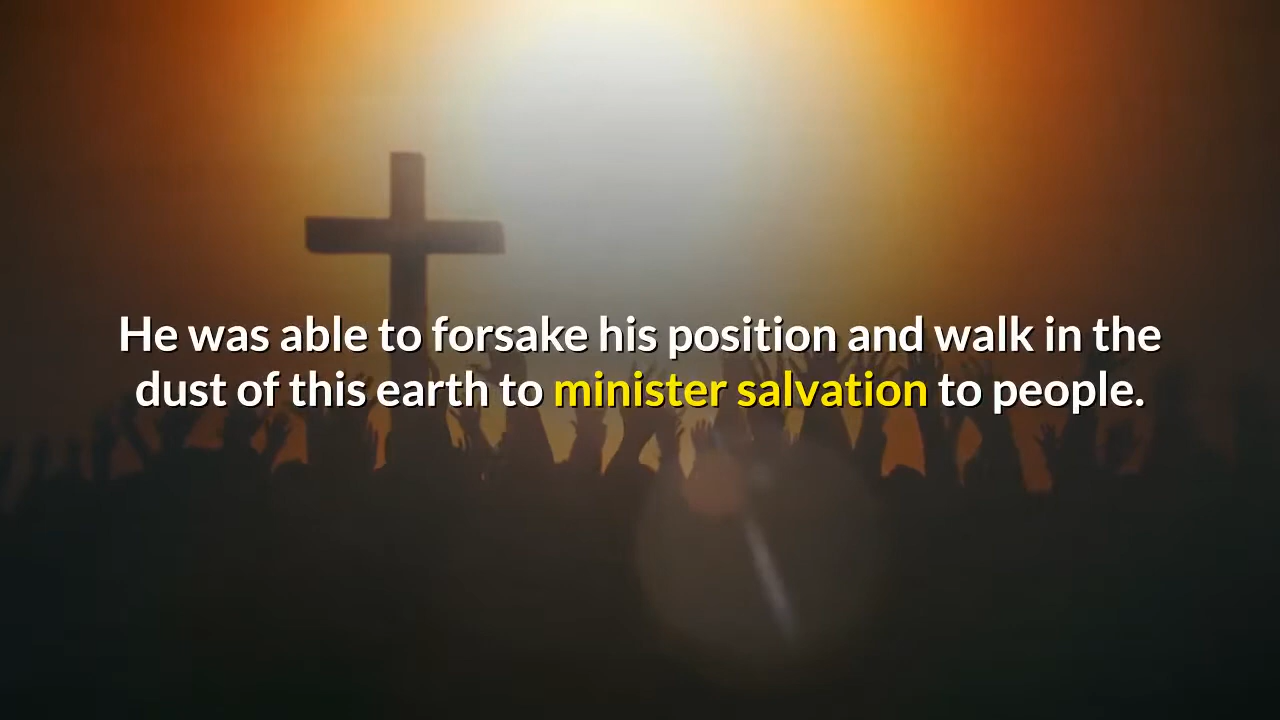 He was able to forsake his position and walk in the
dust of this earth to minister salvation to people.